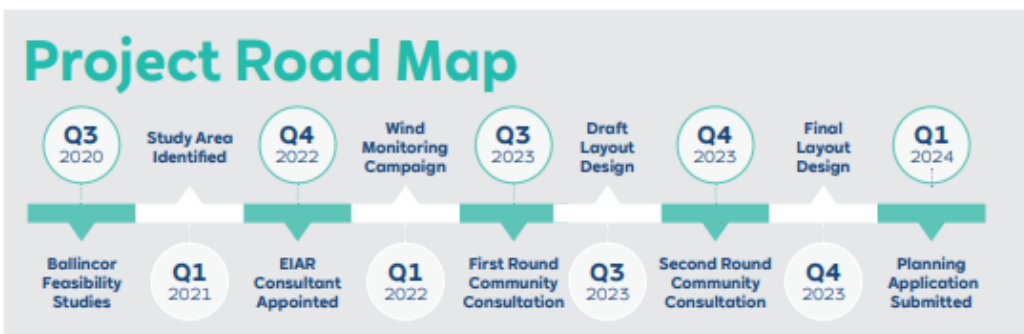 Project Road Map
Q3
2020
Ballincor
Feasibility
Studies
Study Area
Identified
Q1
2021
Q4
2022
EIAR
Consultant
Appointed
Wind
Monitoring
Campaign
Q1
2022
Q3
2023
First Round
Community
Consultation
Draft
Layout
Design
Q3
2023
Q4
2023
Second Round
Community
Consultation
Final
Layout
Design
Q4
2023
Q1
2024
Planning
Application
Submitted